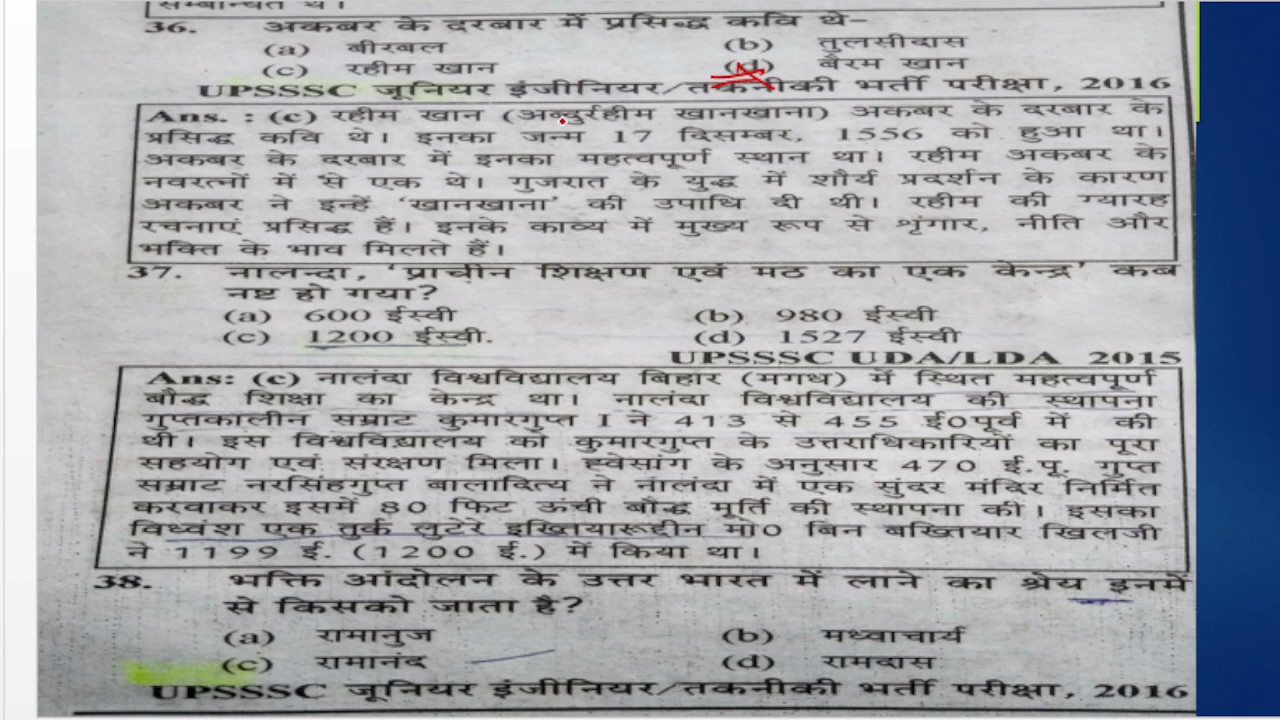 सम्बान्धत थे।
36. अकबर के दरबार में प्रसिद्ध कवि थे–
(a) बीरबल (b) तुलसीदास
(c) रहीम खान (d) बैरम खान
UPSSSC जूनियर इंजीनियर/तकनीकी भर्ती परीक्षा, 2016
Ans. : (c) रहीम खान (अब्दुर्रहीम खानखाना) अकबर के दरबार के
प्रसिद्ध कवि थे। इनका जन्म 17 दिसम्बर, 1556 को हुआ था।
अकबर के दरबार में इनका महत्वपूर्ण स्थान था। रहीम अकबर के
नवरत्नों में से एक थे। गुजरात के युद्ध में शौर्य प्रदर्शन के कारण
अकबर ने इन्हें ‘खानखाना’ की उपाधि दी थी। रहीम की ग्यारह
रचनाएं प्रसिद्ध हैं। इनके काव्य में मुख्य रूप से शृंगार, नीति और
भक्ति के भाव मिलते हैं।
37. नालन्दा, ‘प्राचीन शिक्षण एवं मठ का एक केन्द्र’ कब
नष्ट हो गया?
(a) 600 ईस्वी (b) 980 ईस्वी
(c) 1200 ईस्वी. (d) 1527 ईस्वी
UPSSSC UDA/LDA 2015
Ans: (c) नालंदा विश्वविद्यालय बिहार (मगध) में स्थित महत्वपूर्ण
बौद्ध शिक्षा का केन्द्र था। नालंदा विश्वविद्यालय की स्थापना
गुप्तकालीन सम्राट कुमारगुप्त I ने 413 से 455 ई0पूर्व में की
थी। इस विश्वविद्यालय को कुमारगुप्त के उत्तराधिकारियों का पूरा
सहयोग एवं संरक्षण मिला। ह्वेसांग के अनुसार 470 ई.पू. गुप्त
सम्राट नरसिंहगुप्त बालादित्य ने नालंदा में एक सुंदर मंदिर निर्मित
करवाकर इसमें 80 फिट ऊंची बौद्ध मूर्ति की स्थापना की। इसका
विध्वंश एक तुर्क लुटेरे इख्तियारूद्दीन मो0 बिन बख्तियार खिलजी
ने 1199 ई. (1200 ई.) में किया था।
38. भक्ति आंदोलन के उत्तर भारत में लाने का श्रेय इनमें
से किसको जाता है?
(a) रामानुज (b) मध्वाचार्य
(c) रामानंद (d) रामदास
UPSSSC जूनियर इंजीनियर/तकनीकी भर्ती परीक्षा, 2016